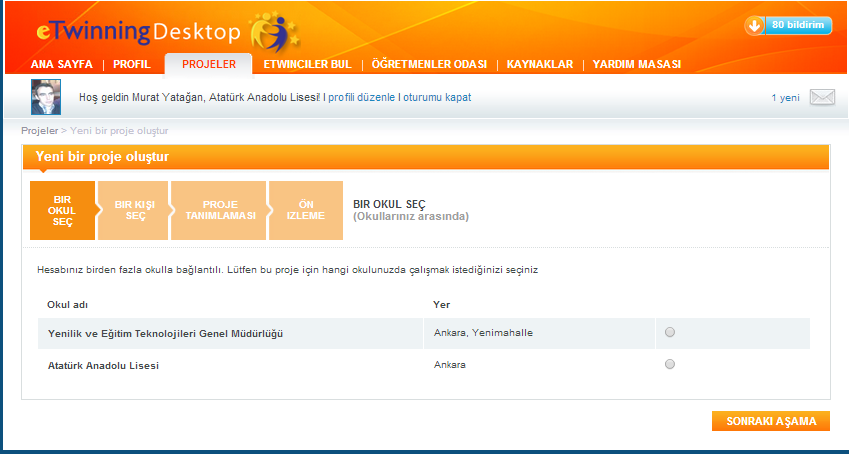 eTwinning Desktop
80 bildirim
ANA SAYFA | PROFIL PROJELER ETWINCILER BUL | ÖĞRETMENLER ODASI | KAYNAKLAR | YARDIM MASASI
Hoş geldin Murat Yatağan, Atatürk Anadolu Lisesi! | profili düzenle | oturumu kapat
1 yeni
Projeler > Yeni bir proje oluştur
Yeni bir proje oluştur
BIR
OKUL
SEÇ
BIR KIŞI
SEÇ
PROJE
TANIMLAMASI
ÖN
IZLEME
BIR OKUL SEÇ
(Okullarınız arasında)
Hesabınız birden fazla okulla bağlantılı. Lütfen bu proje için hangi okulunuzda çalışmak istediğinizi seçiniz
Okul adı Yer
Yenilik ve Eğitim Teknolojileri Genel Müdürlüğü Ankara, Yenimahalle
Atatürk Anadolu Lisesi Ankara
SONRAKI AŞAMA